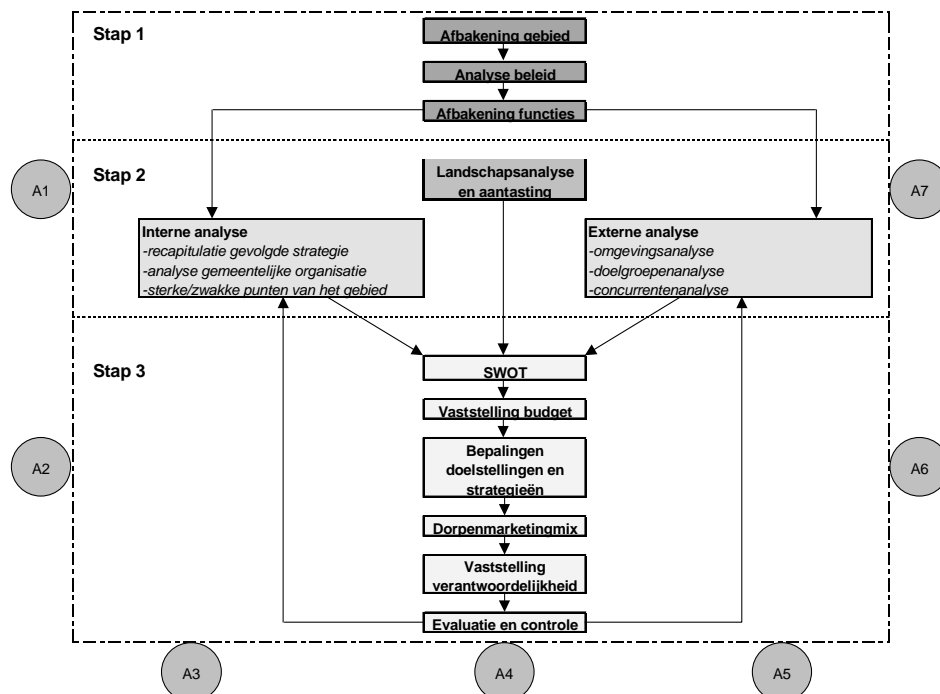 Stap 1
Afbakening gebied
Analyse beleid
Afbakening functies
A1
Stap 2
Landschapsanalyse
en aantasting
A7
Interne analyse
-recapitulatie gevolgde strategie
-analyse gemeentelijke organisatie
-sterke/zwakke punten van het gebied
Externe analyse
-omgevingsanalyse
-doelgroepenanalyse
-concurrentenanalyse
Stap 3
SWOT
Vaststelling budget
A2
Bepalingen
doelstellingen en
strategieën
A6
Dorpenmarketingmix
Vaststelling
verantwoordelijkheid
Evaluatie en controle
A3
A4
A5